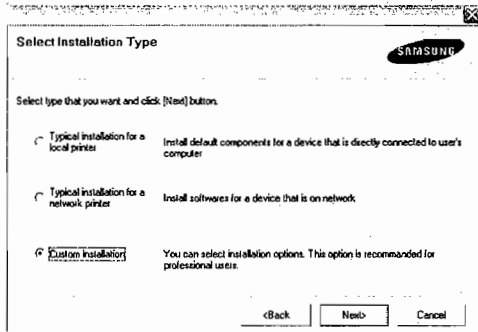 Select Installation Type
SAMSUNG
Select type that you want and click [Next] button.
Typical installation for a
local printer
Install default components for a device that is directly connected to user's
computer
Typical installation for a
network printer
Install softwares for a device that is on network
Custom installation
You can select installation options. This option is recommanded for
professional users.
<Back
Next>
Cancel